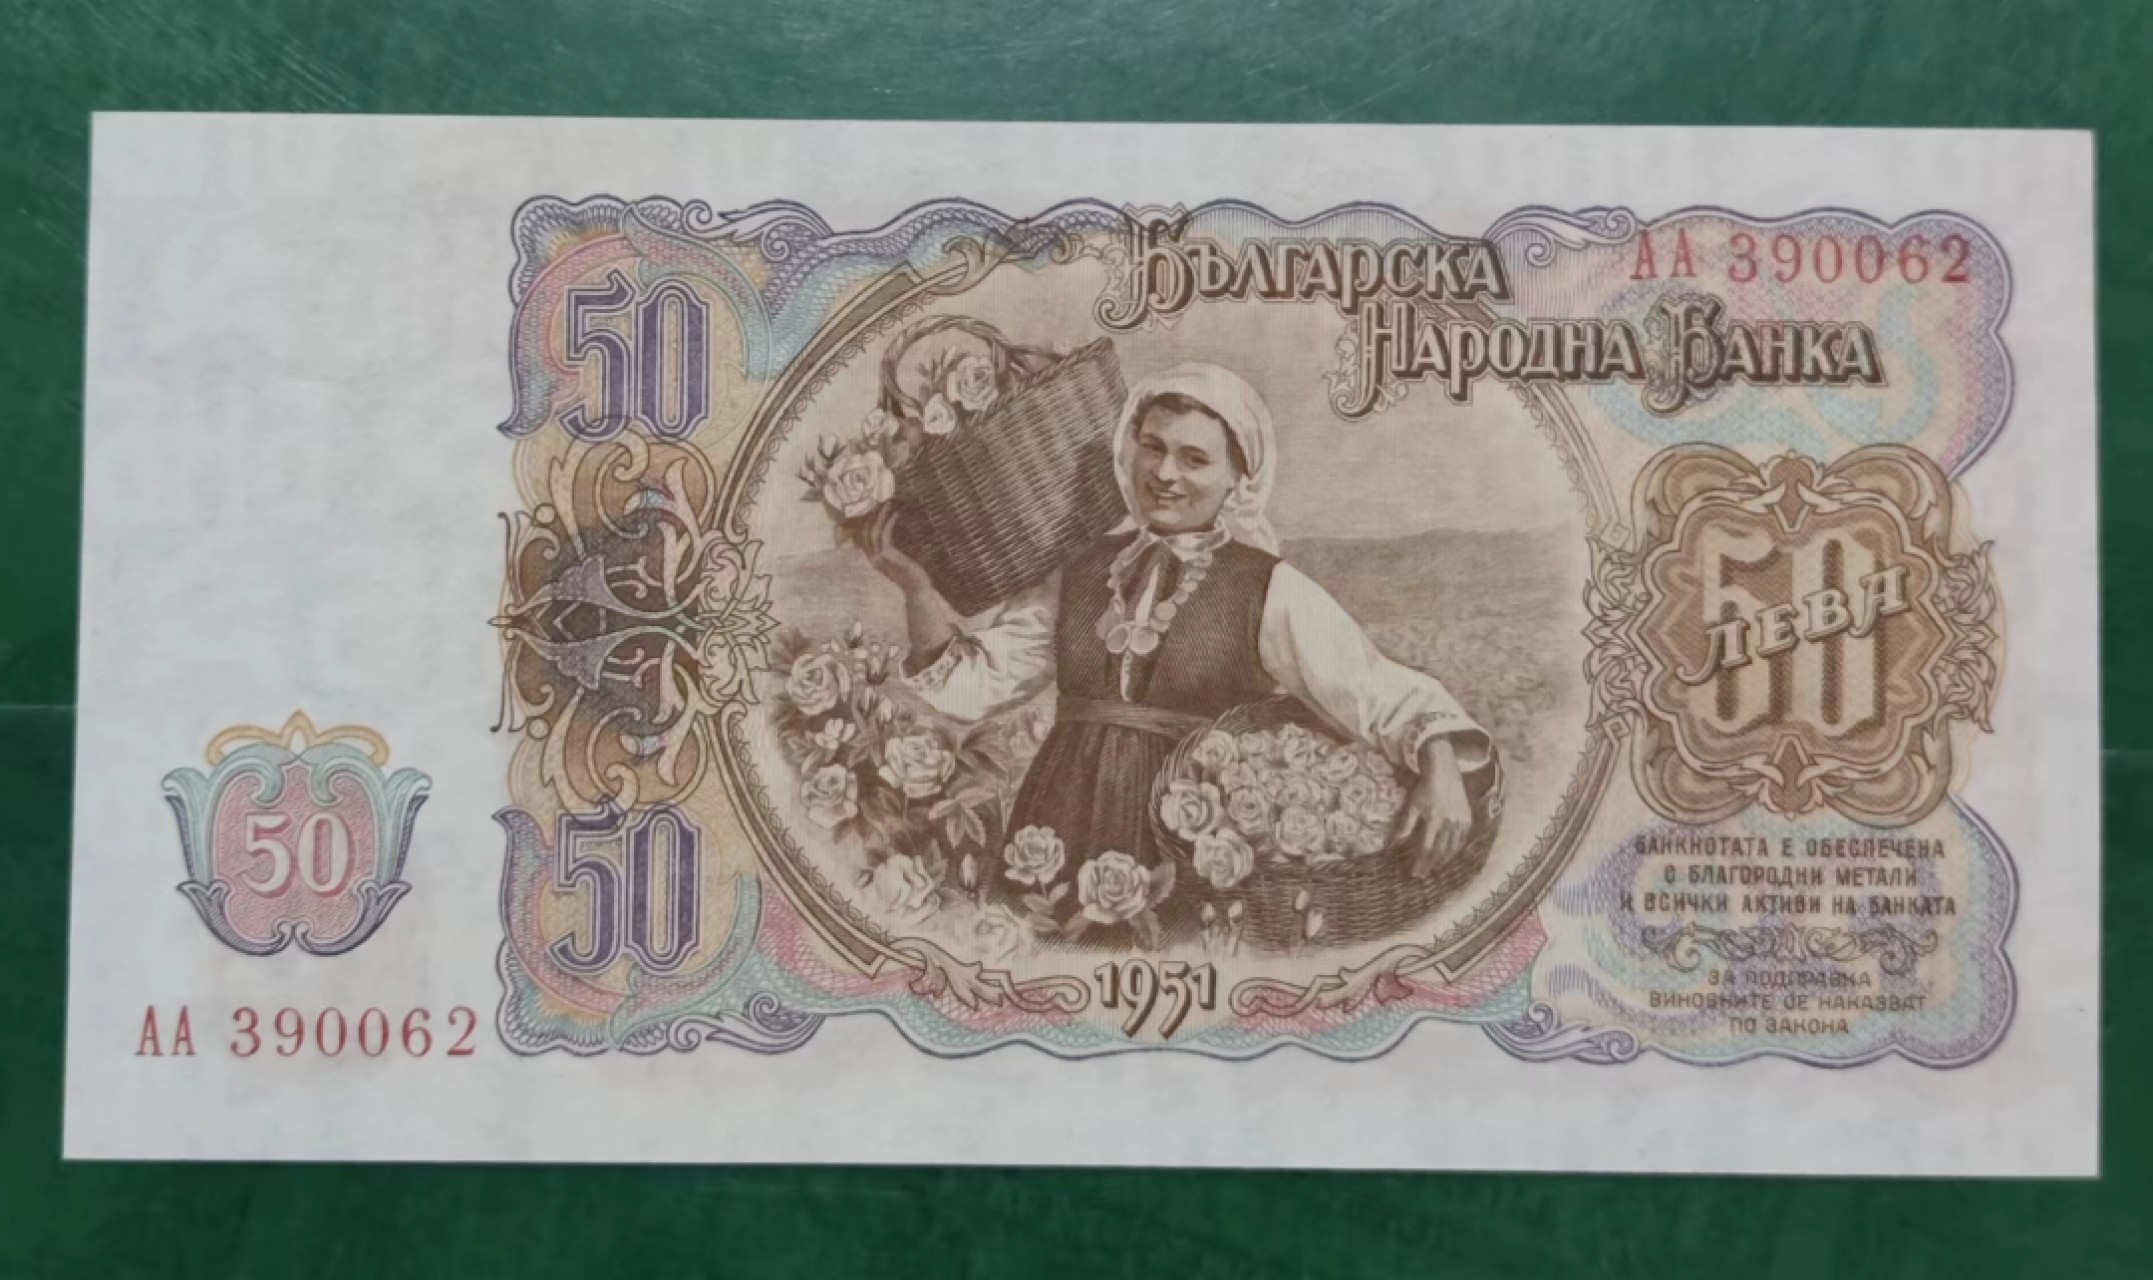 АА 390062
Българска
Народна Банка
50
50
ЛЕВА
50
50
БАНКНОТАТА Е ОБЕСПЕЧЕНА
С БЛАГОРОДНИ МЕТАЛИ
И ВСИЧКИ АКТИВИ НА БАНКАТА
ЗА ПОДПРАВКА
ВИНОВНИТЕ СЕ НАКАЗВАТ
ПО ЗАКОНА
1951
АА 390062